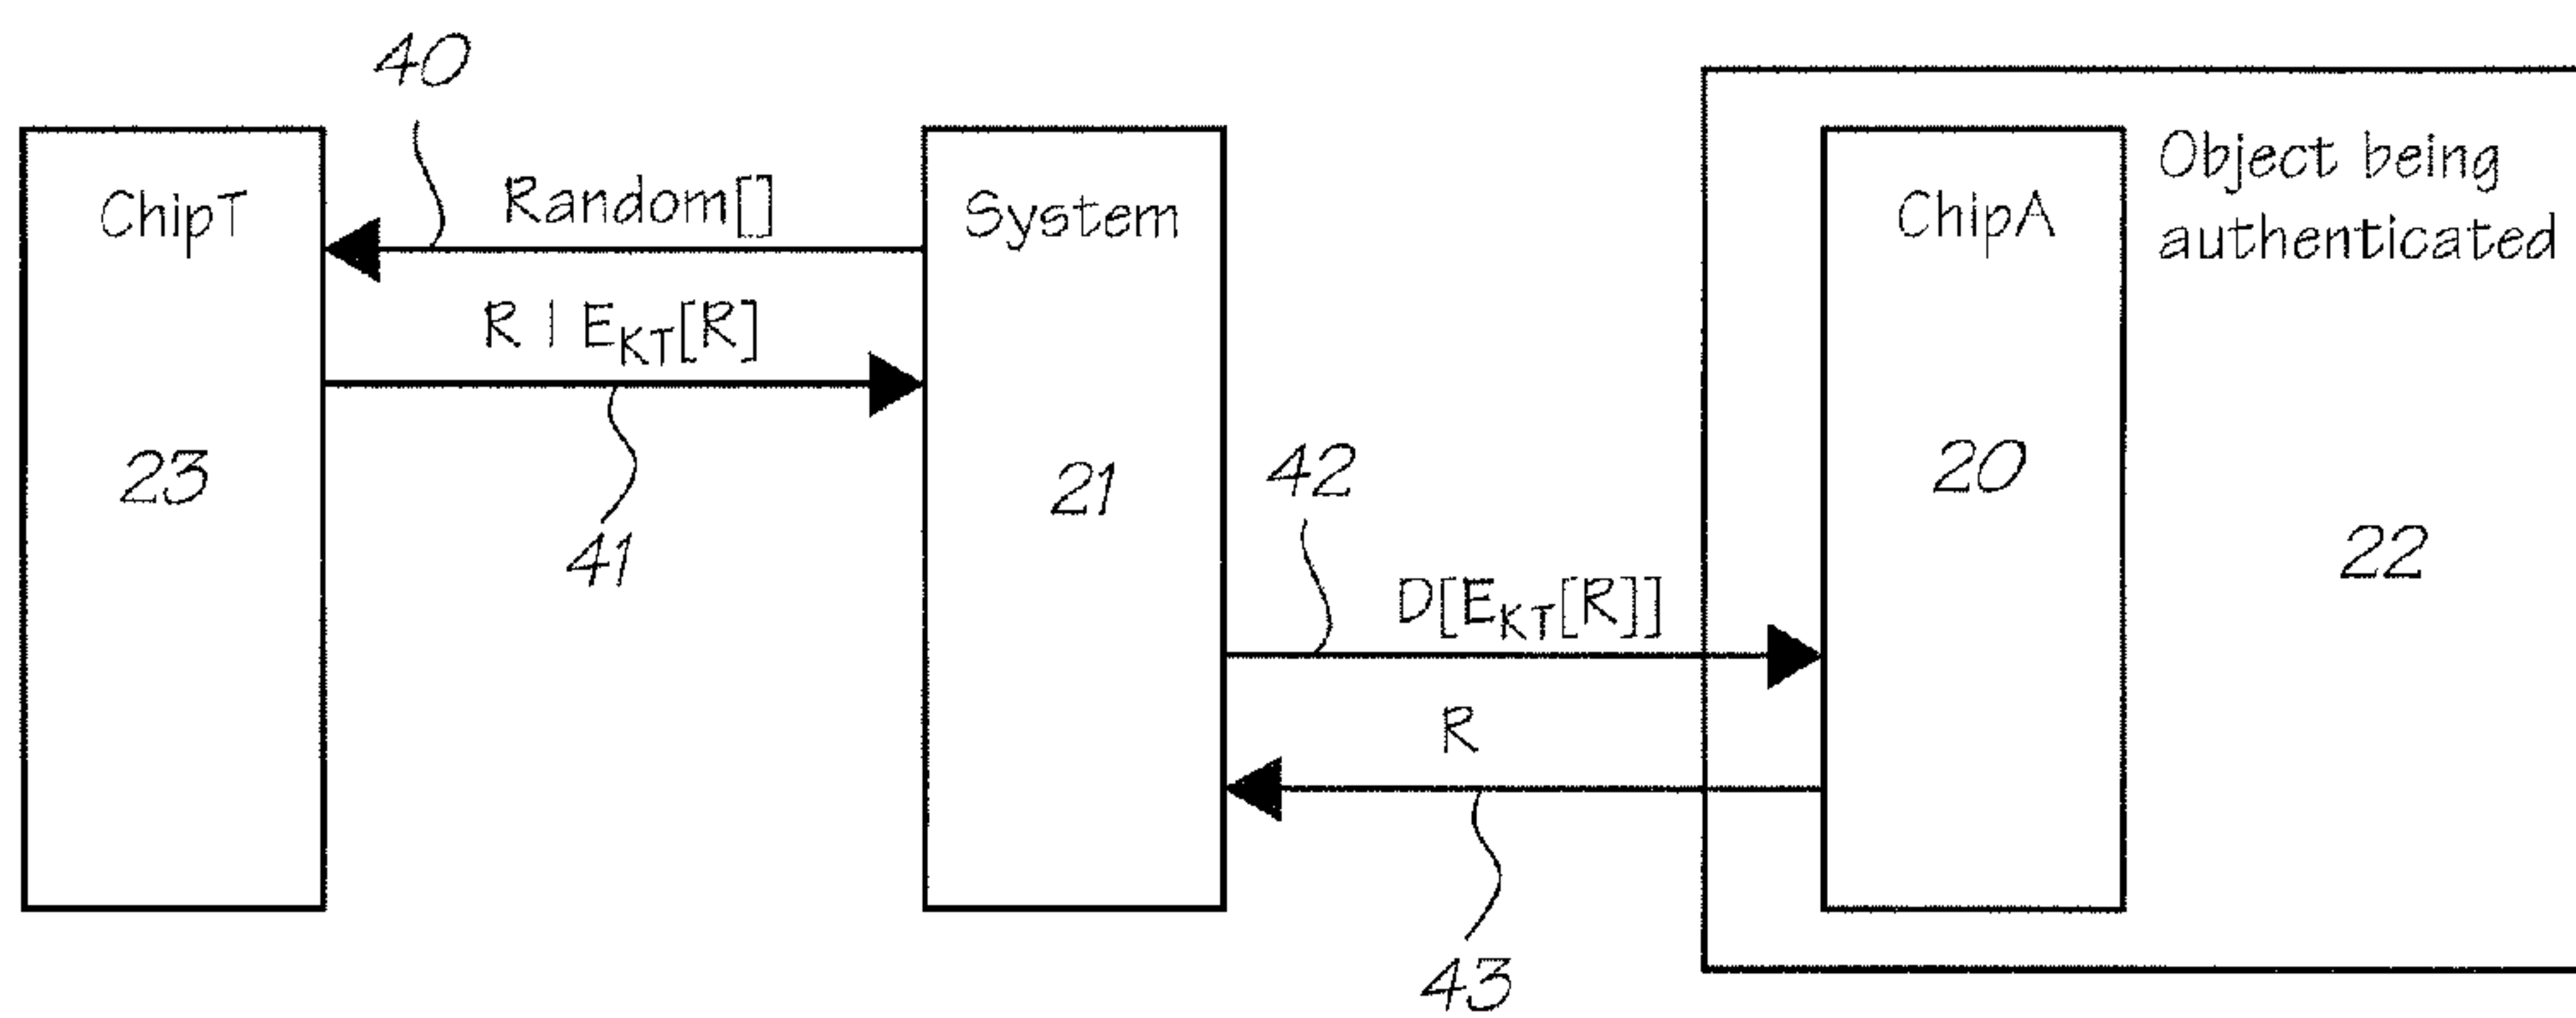 40
ChipT
Random[]
System
ChipA
Object being
authenticated
R | E_KT[R]
23
21
20
42
41
22
D[E_KT[R]]
R
43